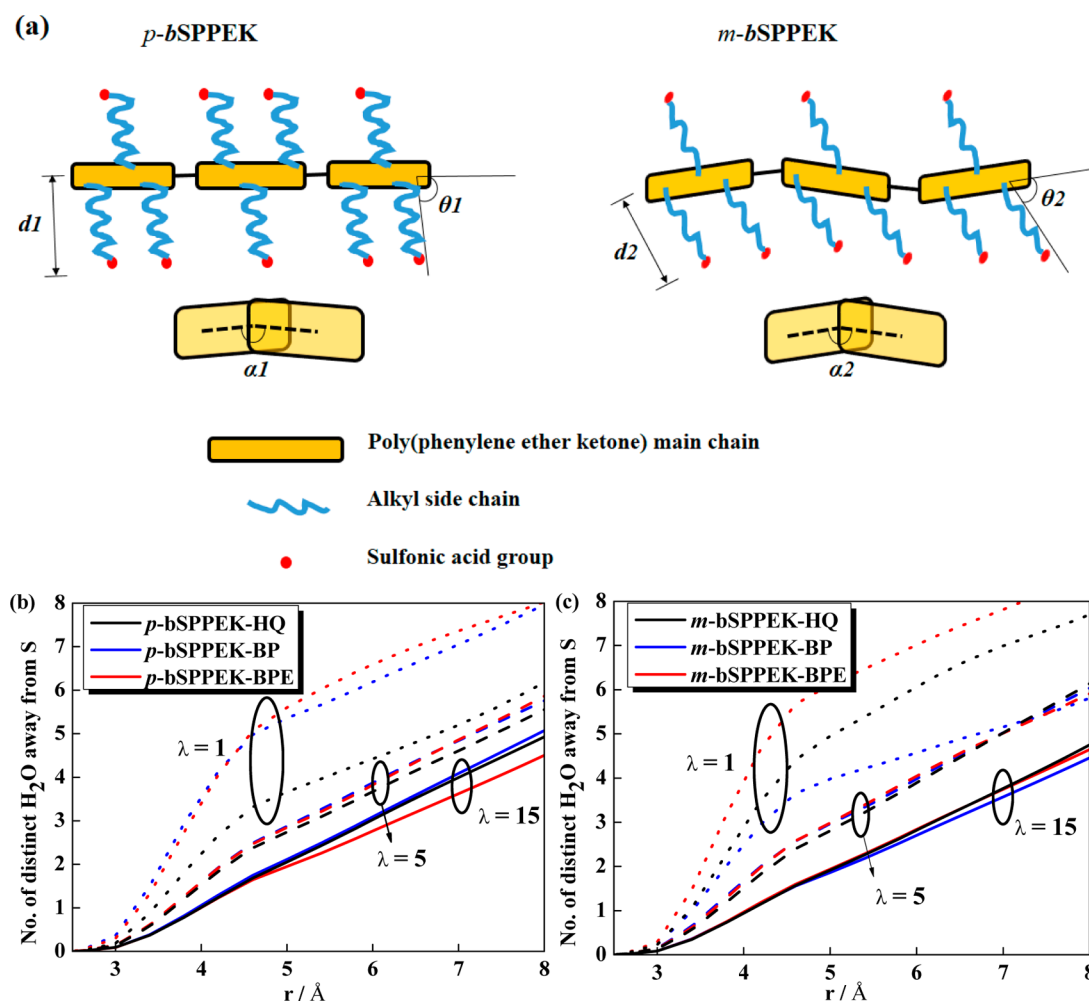 (a)
p-bSPPEK
m-bSPPEK
d1
θ1
d2
θ2
α1
α2
Poly(phenylene ether ketone) main chain
Alkyl side chain
Sulfonic acid group
(b)
No. of distinct H₂O away from S
8
7
6
5
4
3
2
1
0
p-bSPPEK-HQ
p-bSPPEK-BP
p-bSPPEK-BPE
λ = 1
λ = 15
λ = 5
3 4 5 6 7 8
r / Å
(c)
No. of distinct H₂O away from S
8
7
6
5
4
3
2
1
0
m-bSPPEK-HQ
m-bSPPEK-BP
m-bSPPEK-BPE
λ = 1
λ = 15
λ = 5
3 4 5 6 7 8
r / Å